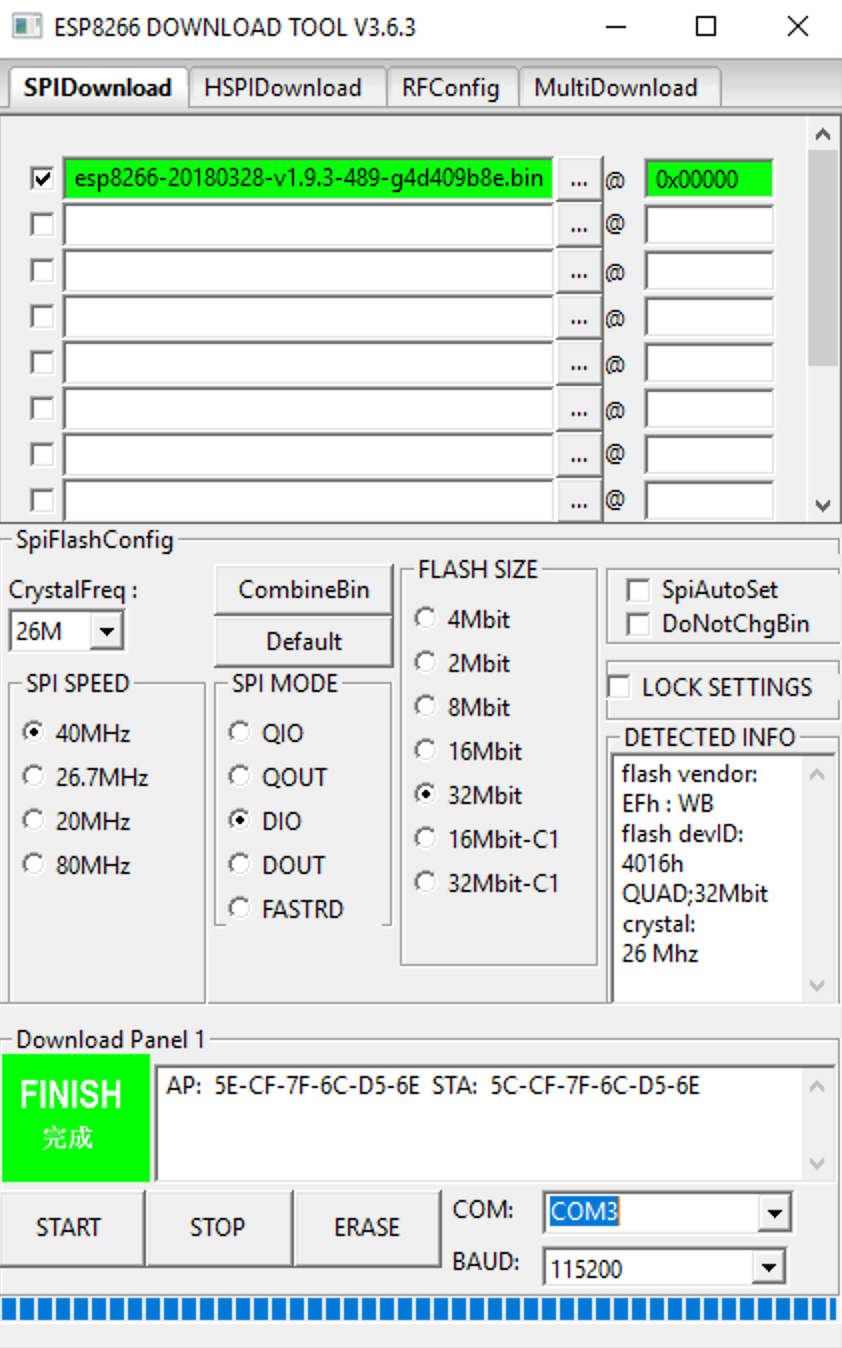 ESP8266 DOWNLOAD TOOL V3.6.3
SPIDownload HSPIDownload RFConfig MultiDownload
esp8266-20180328-v1.9.3-489-g4d409b8e.bin ... @ 0x00000
... @
... @
... @
... @
... @
... @
... @
SpiFlashConfig
CrystalFreq :
26M
CombineBin
Default
SPI SPEED
40MHz
26.7MHz
20MHz
80MHz
SPI MODE
QIO
QOUT
DIO
DOUT
FASTRD
FLASH SIZE
4Mbit
2Mbit
8Mbit
16Mbit
32Mbit
16Mbit-C1
32Mbit-C1
SpiAutoSet
DoNotChgBin
LOCK SETTINGS
DETECTED INFO
flash vendor:
EFh : WB
flash devID:
4016h
QUAD;32Mbit
crystal:
26 Mhz
Download Panel 1
FINISH
完成
AP: 5E-CF-7F-6C-D5-6E STA: 5C-CF-7F-6C-D5-6E
START STOP ERASE
COM: COM3
BAUD: 115200